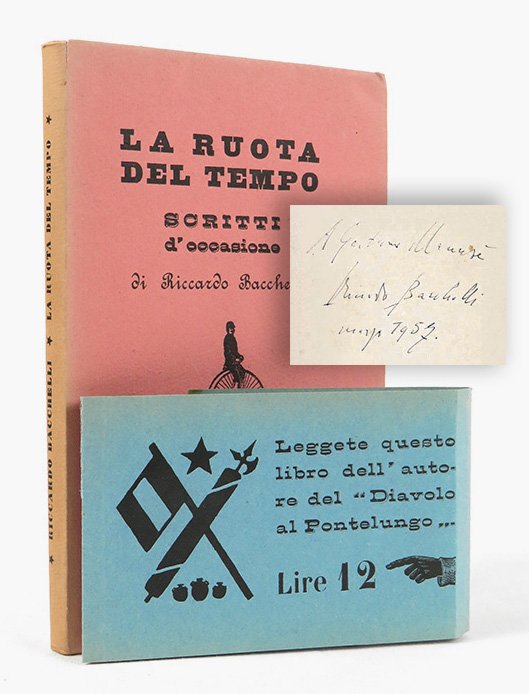 LA RUOTA
DEL TEMPO
SCRITTI
d'occasione
di Riccardo Bacche
A
Riccardo Bacchelli
1957.
★ RICCARDO BACCHELLI ★ LA RUOTA DEL TEMPO ★
Leggete questo
libro dell'auto-
re del "Diavolo
al Pontelungo„..
Lire 12